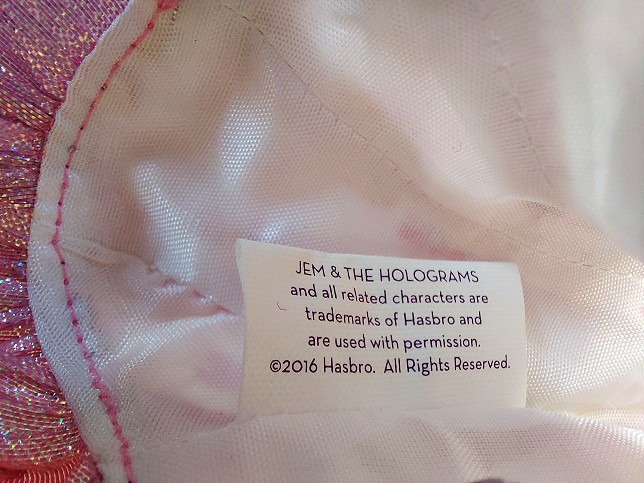 JEM & THE HOLOGRAMS
and all related characters are
trademarks of Hasbro and
are used with permission.
©2016 Hasbro. All Rights Reserved.